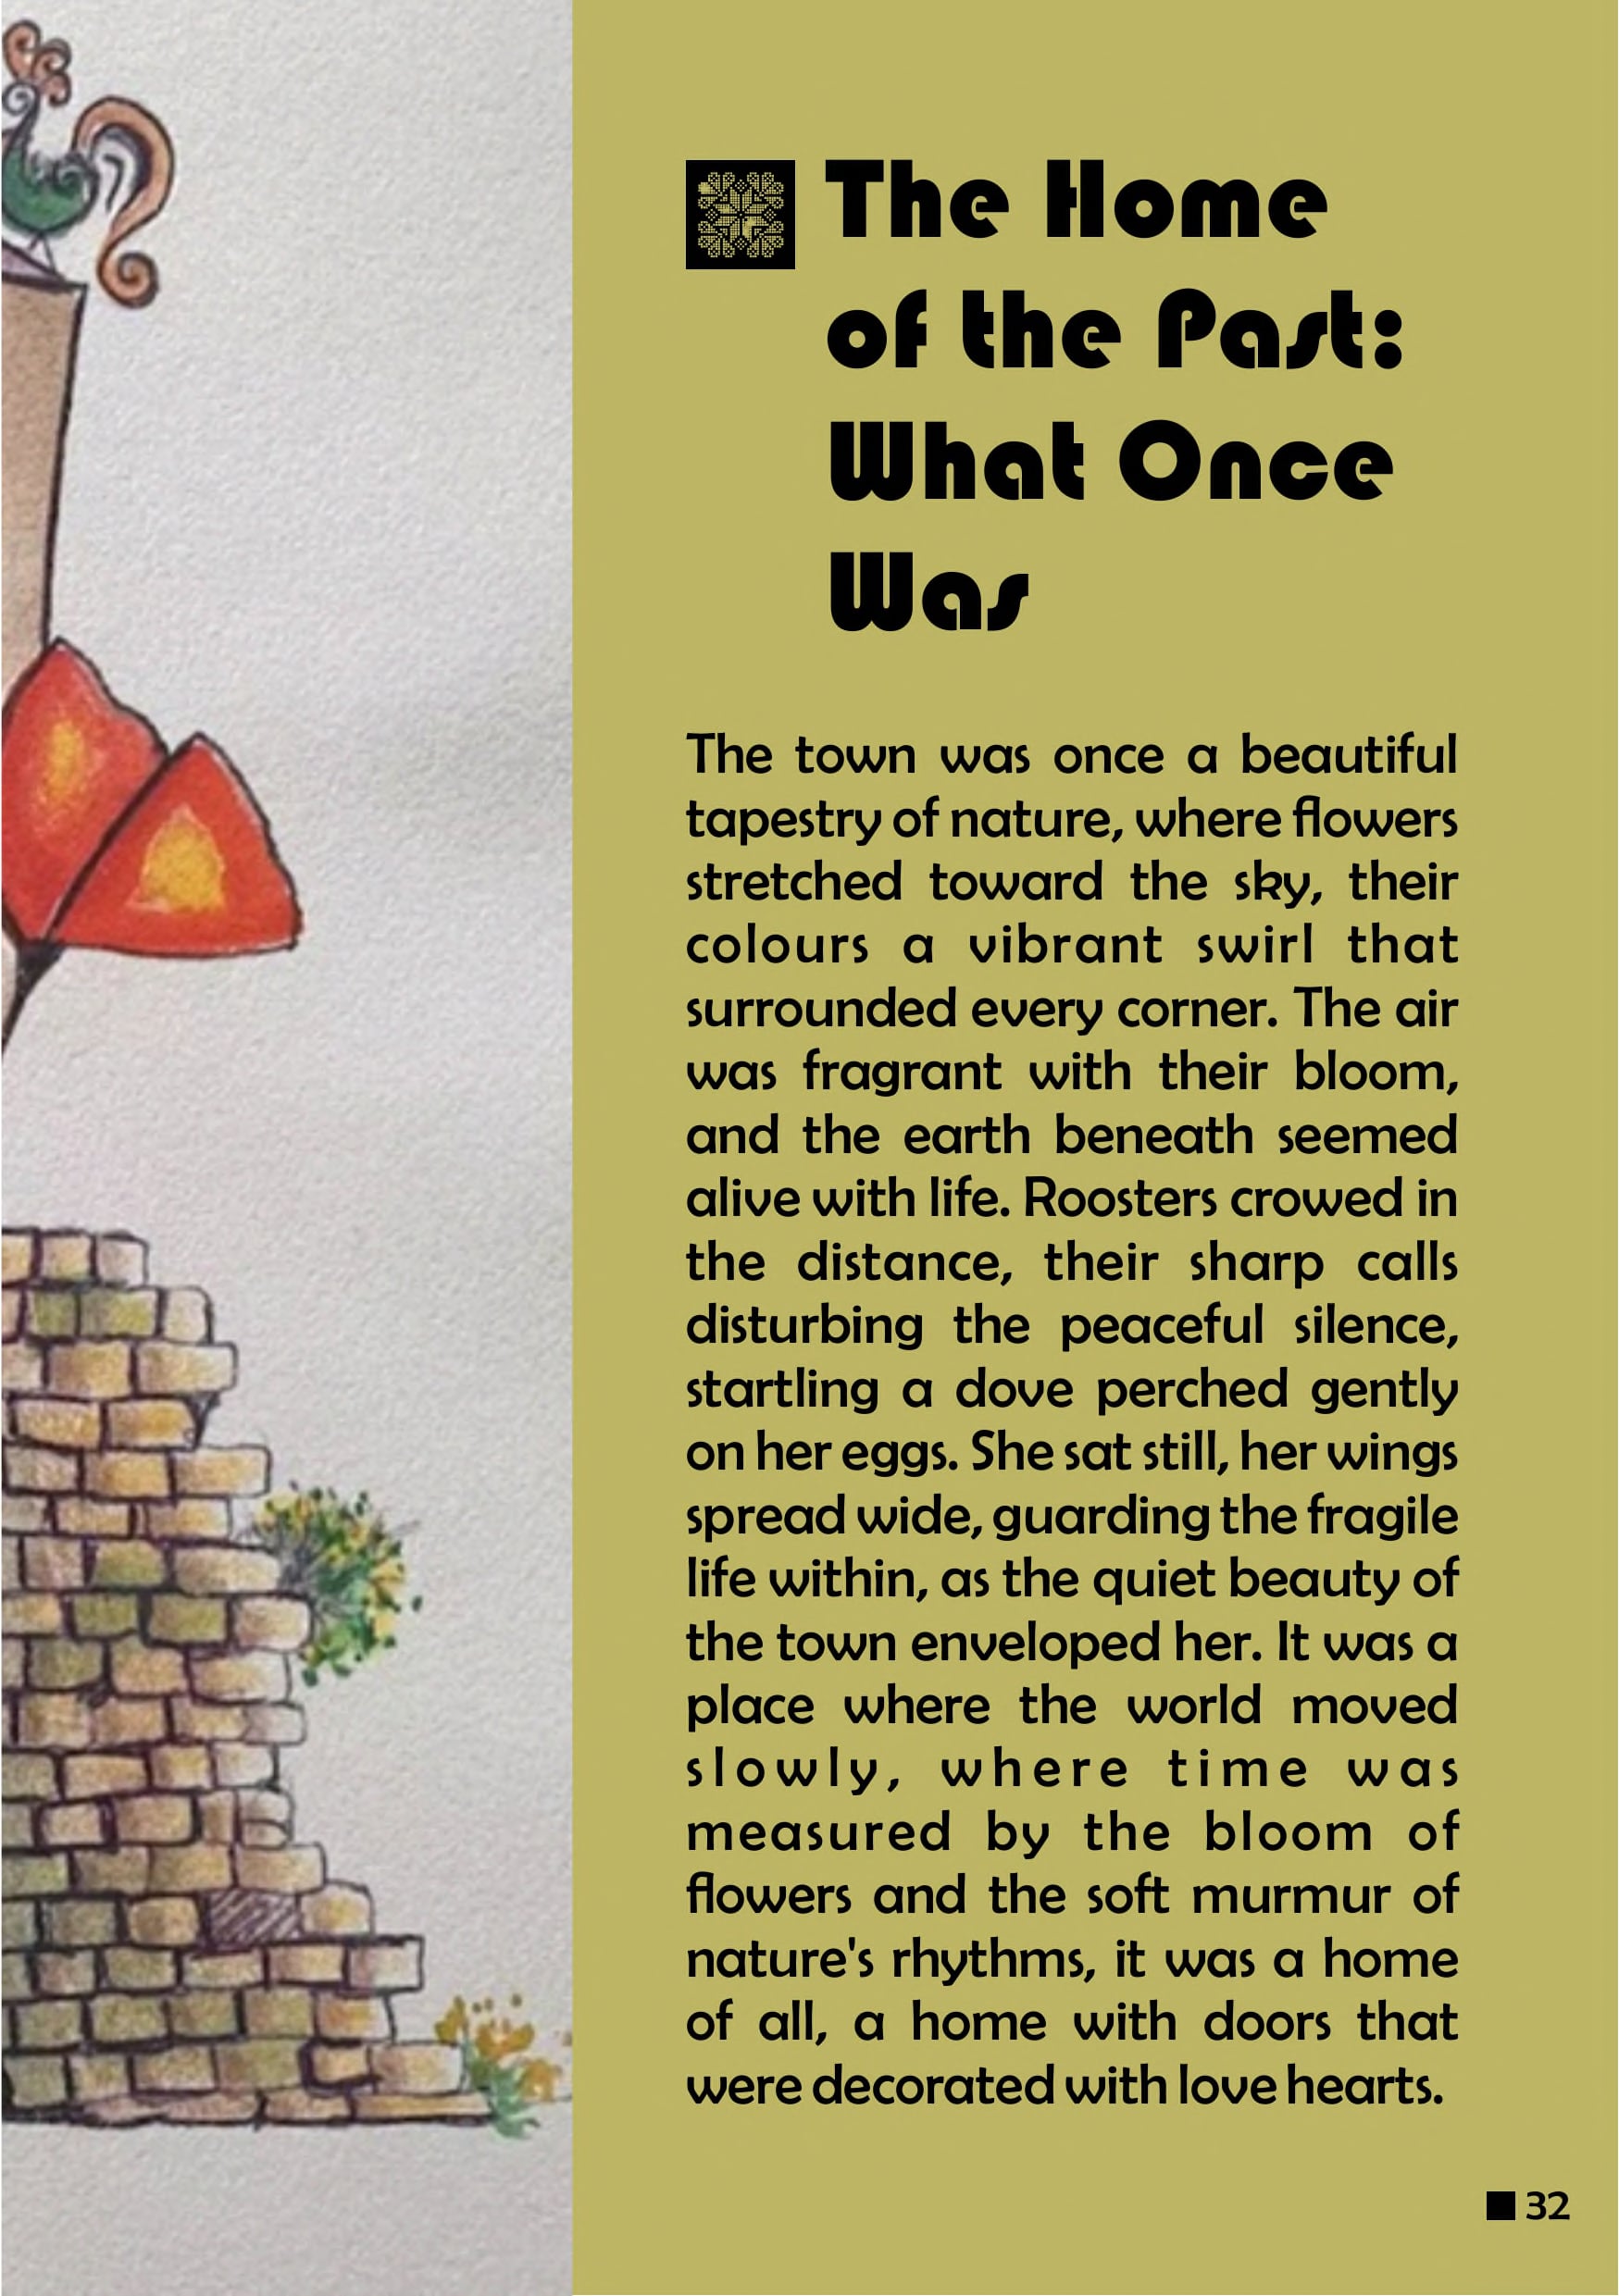 The Home
of the Past:
What Once
Was
The town was once a beautiful
tapestry of nature, where flowers
stretched toward the sky, their
colours a vibrant swirl that
surrounded every corner. The air
was fragrant with their bloom,
and the earth beneath seemed
alive with life. Roosters crowed in
the distance, their sharp calls
disturbing the peaceful silence,
startling a dove perched gently
on her eggs. She sat still, her wings
spread wide, guarding the fragile
life within, as the quiet beauty of
the town enveloped her. It was a
place where the world moved
slowly, where time was
measured by the bloom of
flowers and the soft murmur of
nature's rhythms, it was a home
of all, a home with doors that
were decorated with love hearts.
32